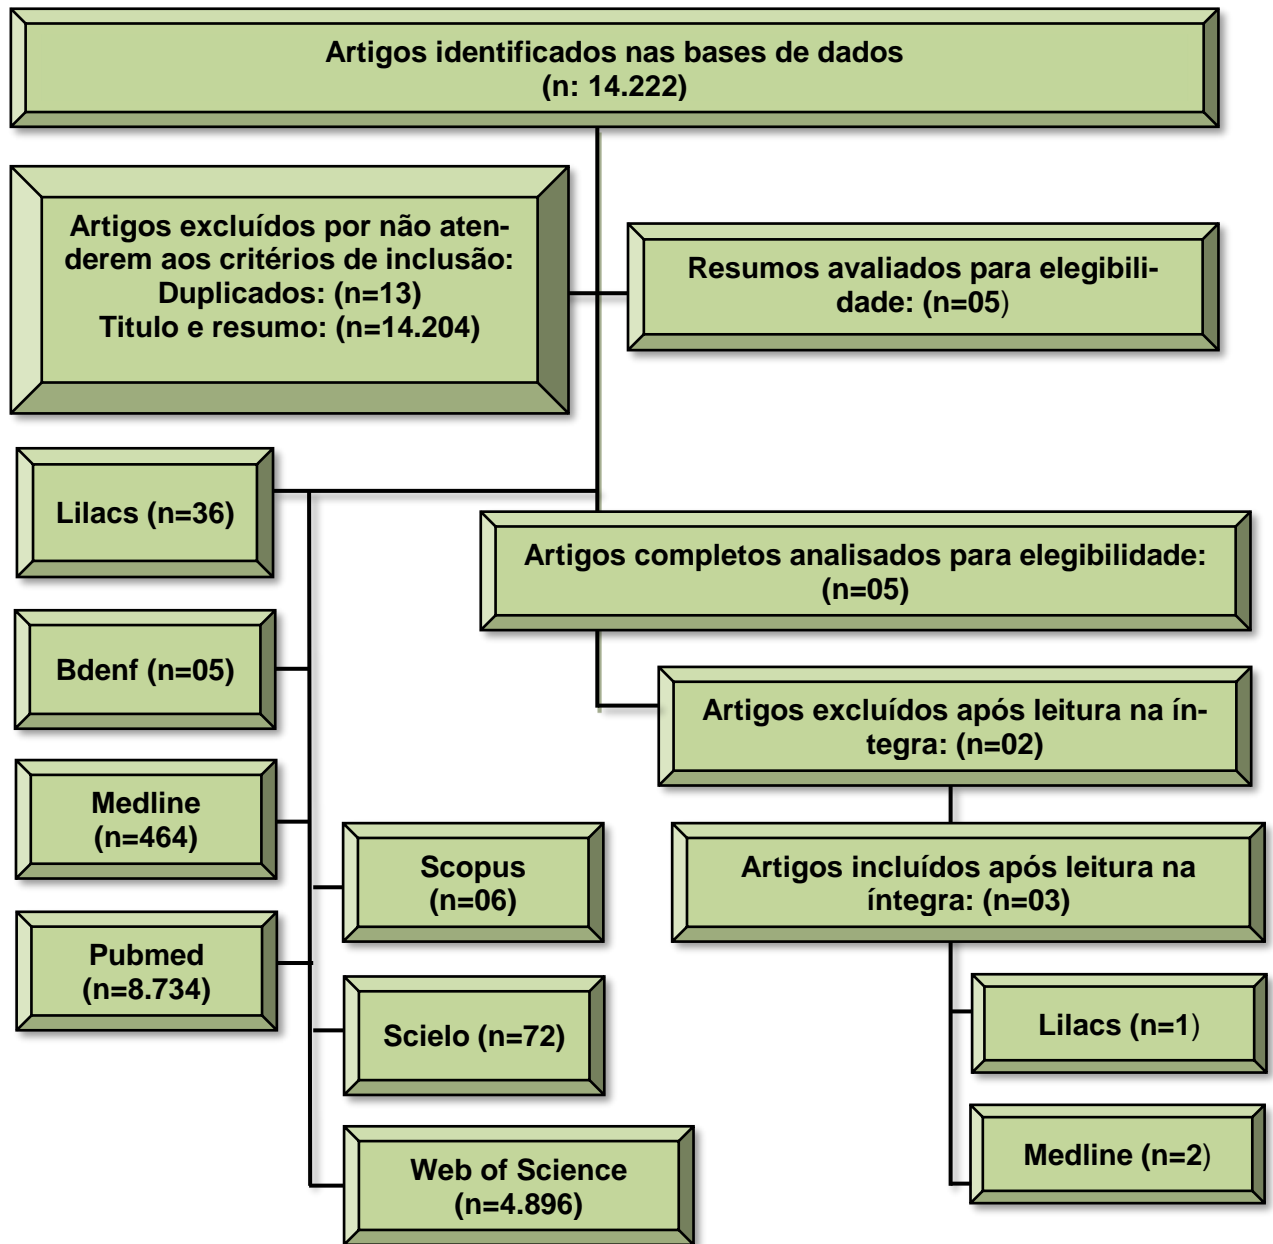 Artigos identificados nas bases de dados
(n: 14.222)
Artigos excluídos por não aten-
derem aos critérios de inclusão:
Duplicados: (n=13)
Titulo e resumo: (n=14.204)
Resumos avaliados para elegibili-
dade: (n=05)
Lilacs (n=36)
Bdenf (n=05)
Medline
(n=464)
Pubmed
(n=8.734)
Scopus
(n=06)
Scielo (n=72)
Web of Science
(n=4.896)
Artigos completos analisados para elegibilidade:
(n=05)
Artigos excluídos após leitura na ín-
tegra: (n=02)
Artigos incluídos após leitura na
íntegra: (n=03)
Lilacs (n=1)
Medline (n=2)